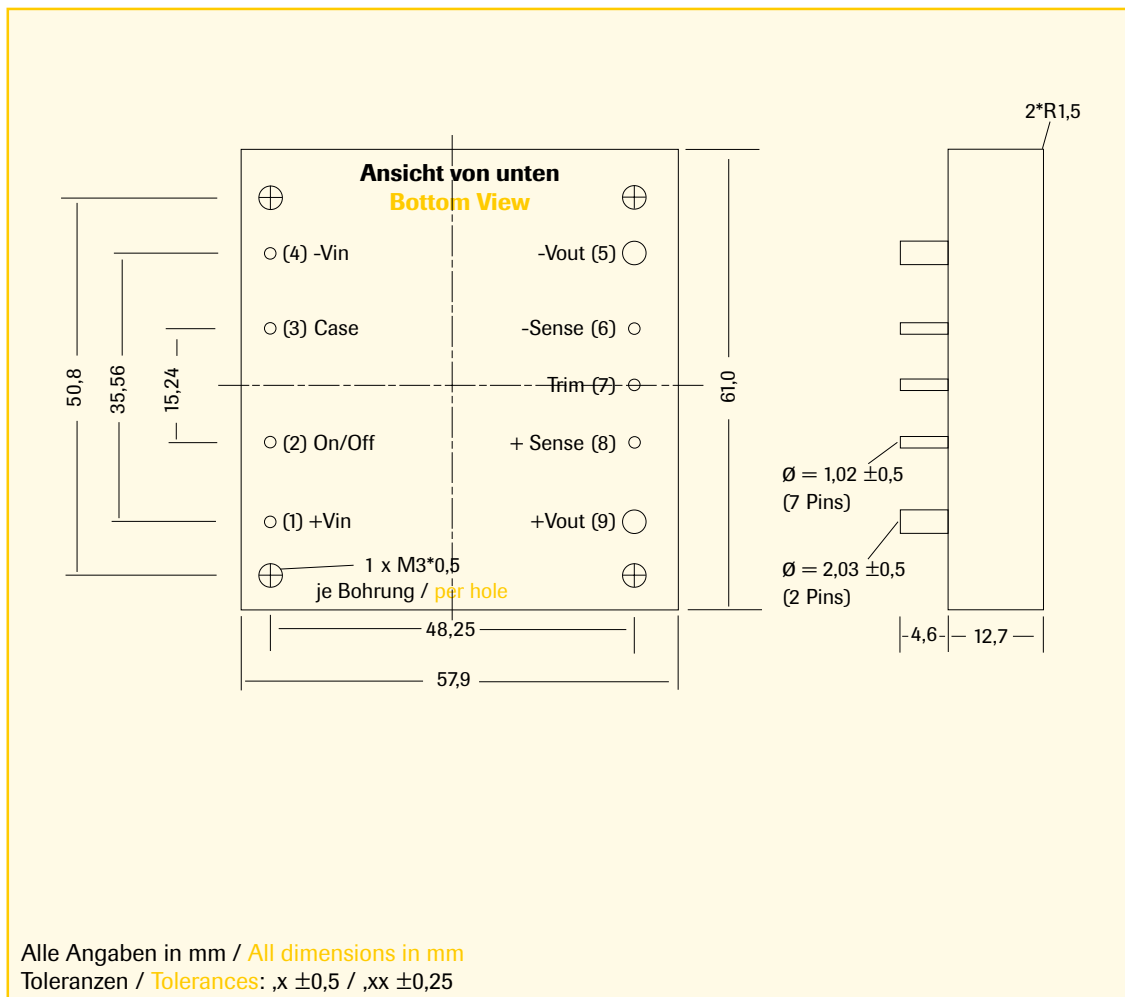 2*R1,5
Ansicht von unten
Bottom View
(4) -Vin
-Vout (5)
(3) Case
-Sense (6)
Trim (7)
(2) On/Off
+ Sense (8)
(1) +Vin
+Vout (9)
1 x M3*0,5
je Bohrung / per hole
50,8
35,56
15,24
61,0
48,25
57,9
Ø = 1,02 ±0,5
(7 Pins)
Ø = 2,03 ±0,5
(2 Pins)
4,6
12,7
Alle Angaben in mm / All dimensions in mm
Toleranzen / Tolerances: ,x ±0,5 / ,xx ±0,25